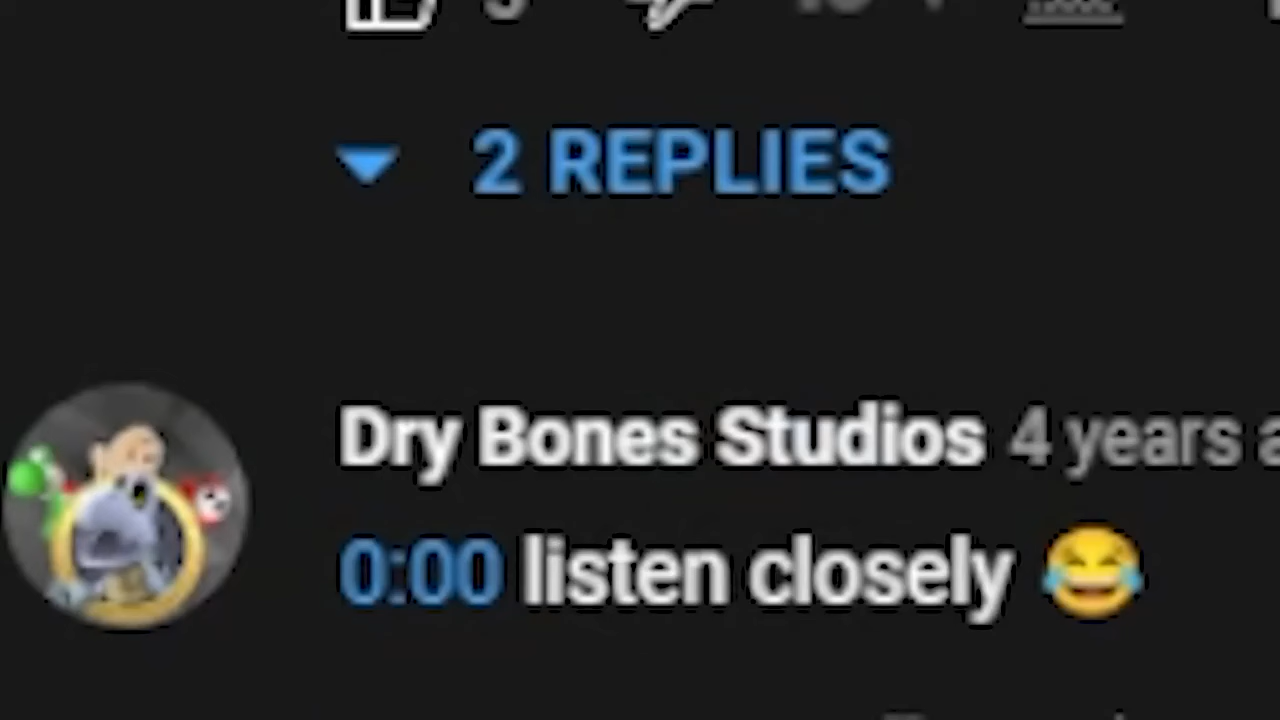 2 REPLIES
Dry Bones Studios 4 years
0:00 listen closely 😂